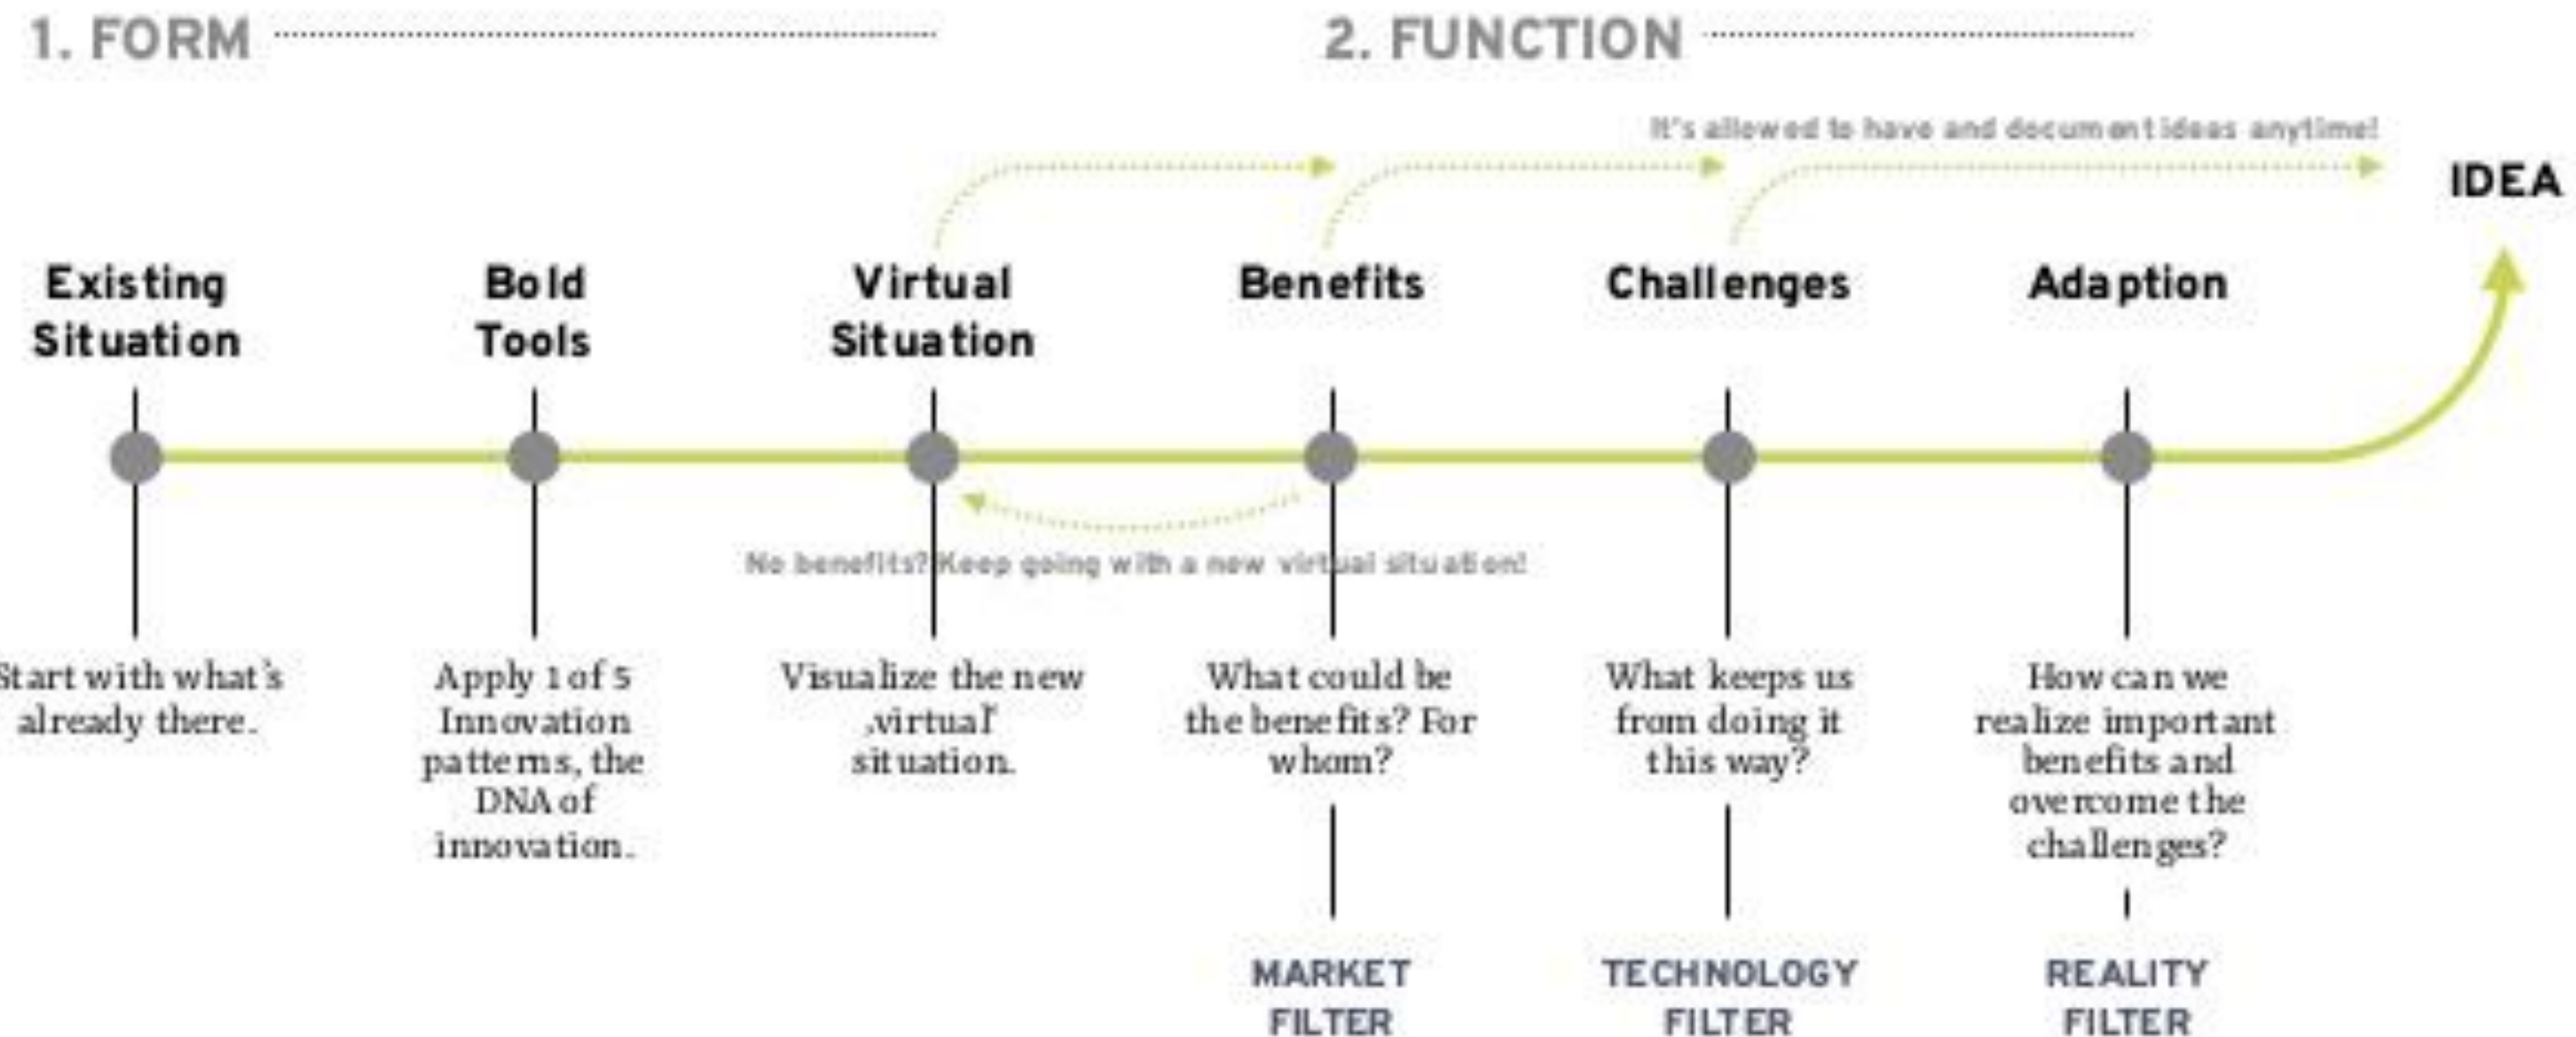 1. FORM
2. FUNCTION
It's allowed to have and document ideas anytime!
IDEA
Existing
Situation
Bold
Tools
Virtual
Situation
Benefits
Challenges
Adaption
No benefits? Keep going with a new virtual situation!
Start with what's
already there.
Apply 1 of 5
Innovation
patterns, the
DNA of
innovation.
Visualize the new
„virtual“
situation.
What could be
the benefits? For
whom?
What keeps us
from doing it
this way?
How can we
realize important
benefits and
overcome the
challenges?
MARKET
FILTER
TECHNOLOGY
FILTER
REALITY
FILTER